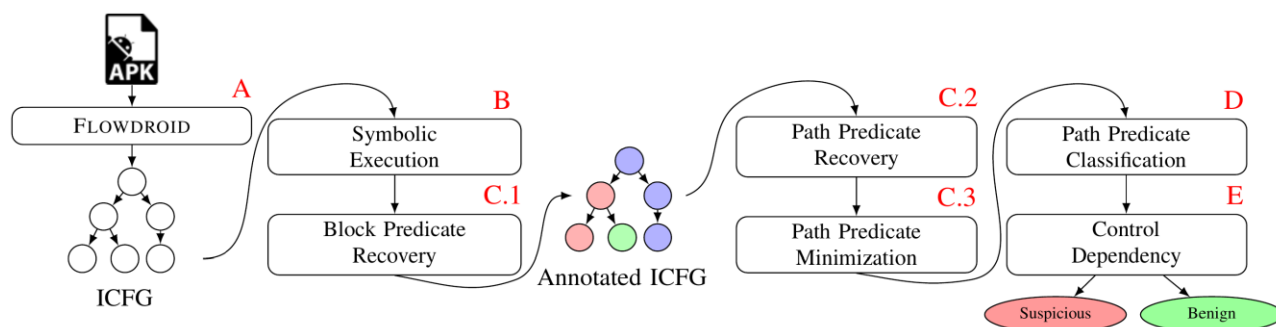 APK
A
FLOWDROID
ICFG
B
Symbolic
Execution
C.1
Block Predicate
Recovery
Annotated ICFG
C.2
Path Predicate
Recovery
C.3
Path Predicate
Minimization
D
Path Predicate
Classification
E
Control
Dependency
Suspicious
Benign